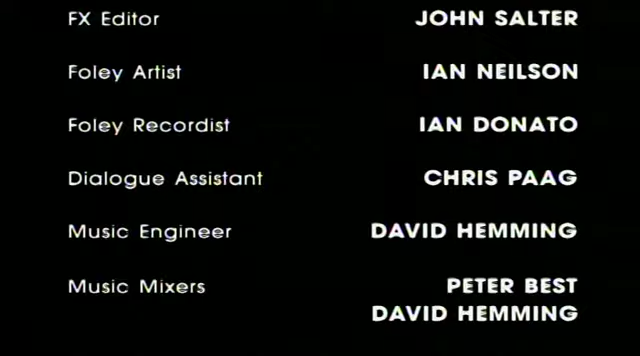 FX Editor JOHN SALTER
Foley Artist IAN NEILSON
Foley Recordist IAN DONATO
Dialogue Assistant CHRIS PAAG
Music Engineer DAVID HEMMING
Music Mixers PETER BEST
DAVID HEMMING